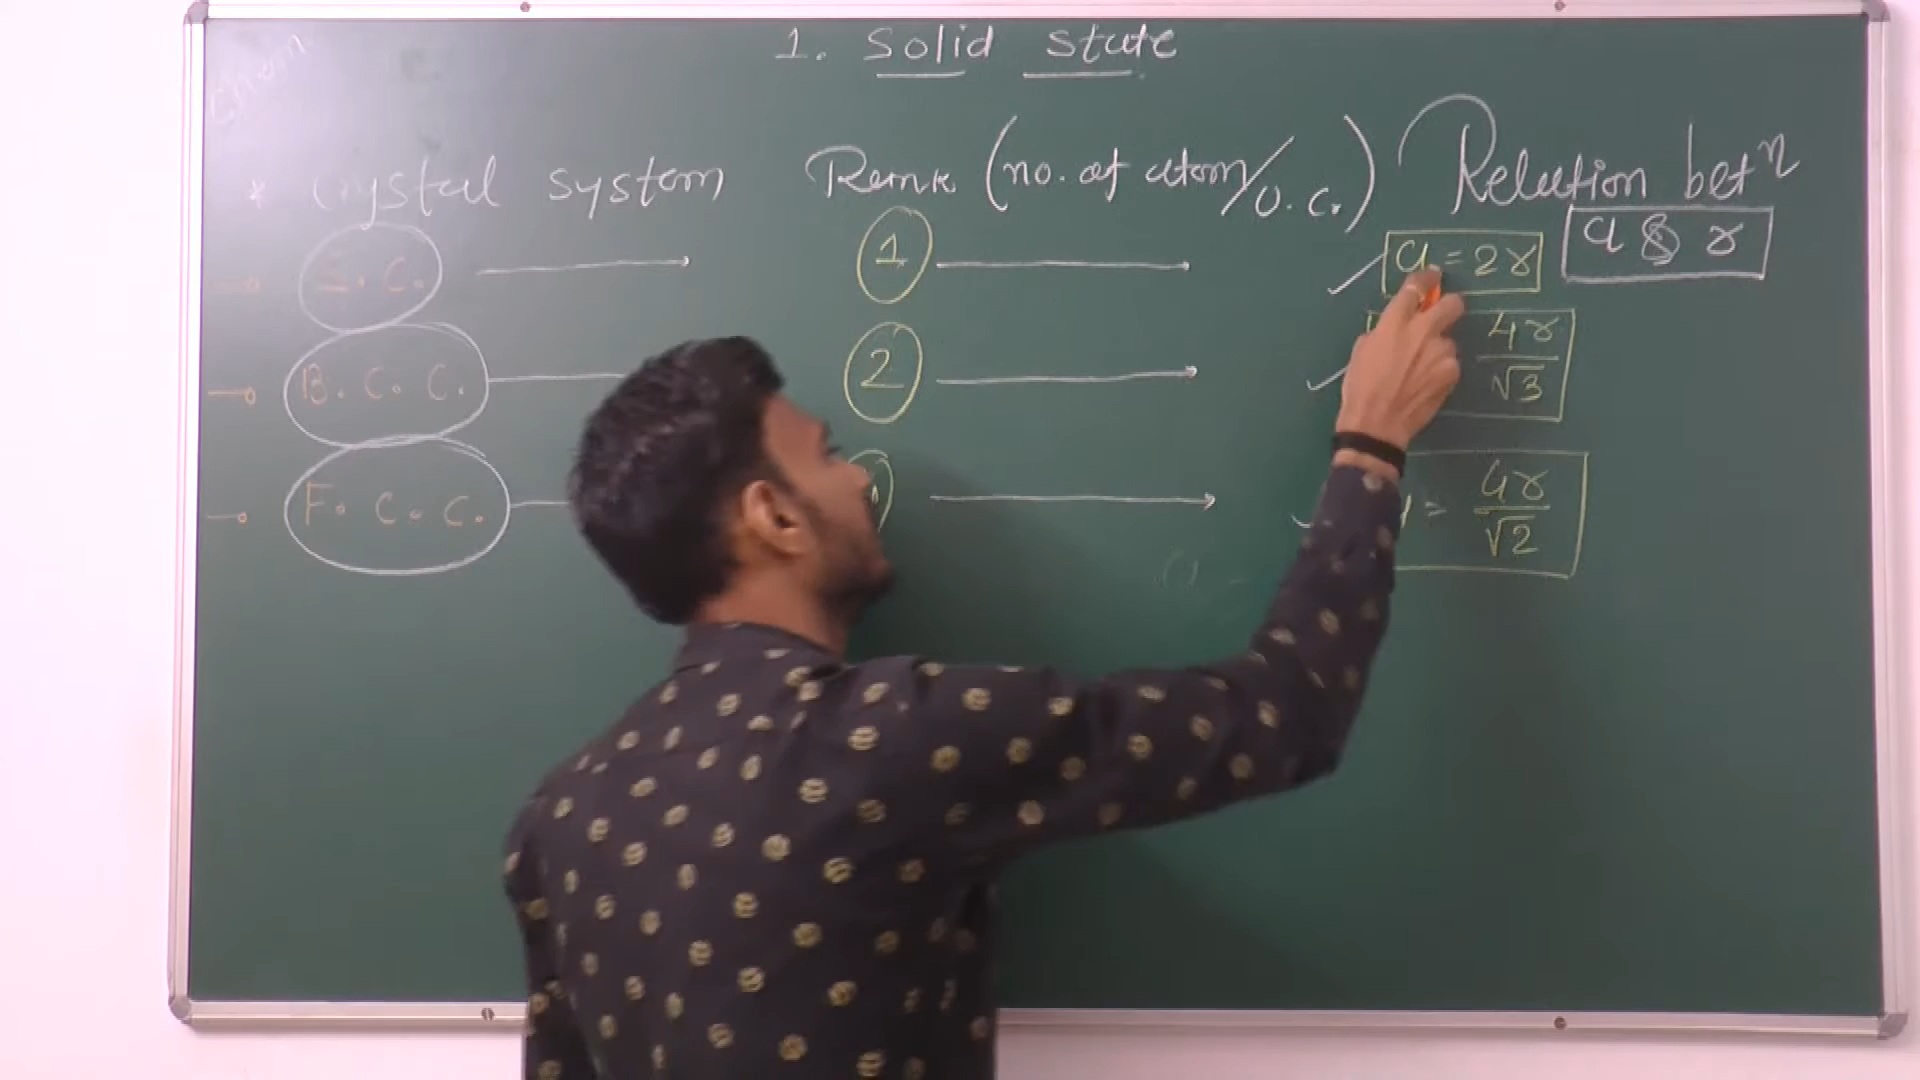 1. Solid state
* Crystal system Rank (no. of atom/U.C.) Relation betn
a & r
S.C. 1 a = 2r
B.C.C. 2 4r/√3
F.C.C. = 4r/√2